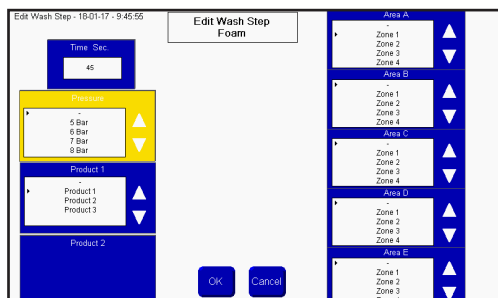 Edit Wash Step - 18-01-17 - 9:45:55
Edit Wash Step
Foam
Time Sec.
45
Pressure
-
5 Bar
6 Bar
7 Bar
8 Bar
Product 1
-
Product 1
Product 2
Product 3
Product 2
OK
Cancel
Area A
-
Zone 1
Zone 2
Zone 3
Zone 4
Area B
-
Zone 1
Zone 2
Zone 3
Zone 4
Area C
-
Zone 1
Zone 2
Zone 3
Zone 4
Area D
-
Zone 1
Zone 2
Zone 3
Zone 4
Area E
-
Zone 1
Zone 2
Zone 3